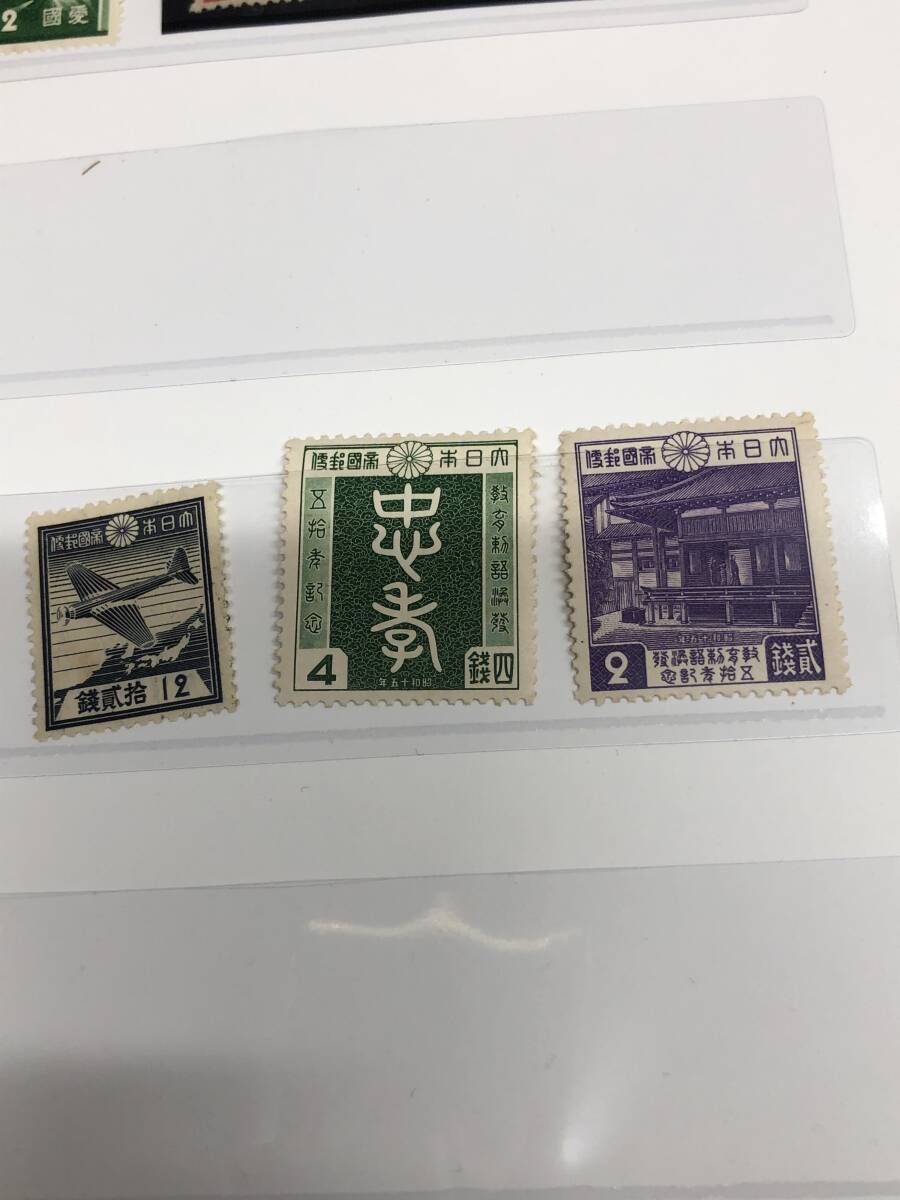 2 國愛
便郵國帝本日大
錢貳拾 12
便郵國帝本日大
教育勅語渙發
五拾年記念
忠孝
4 錢四
年五十和昭
便郵國帝本日大
年五十和昭
2
發渙語勅育教
念記年拾五
錢貳